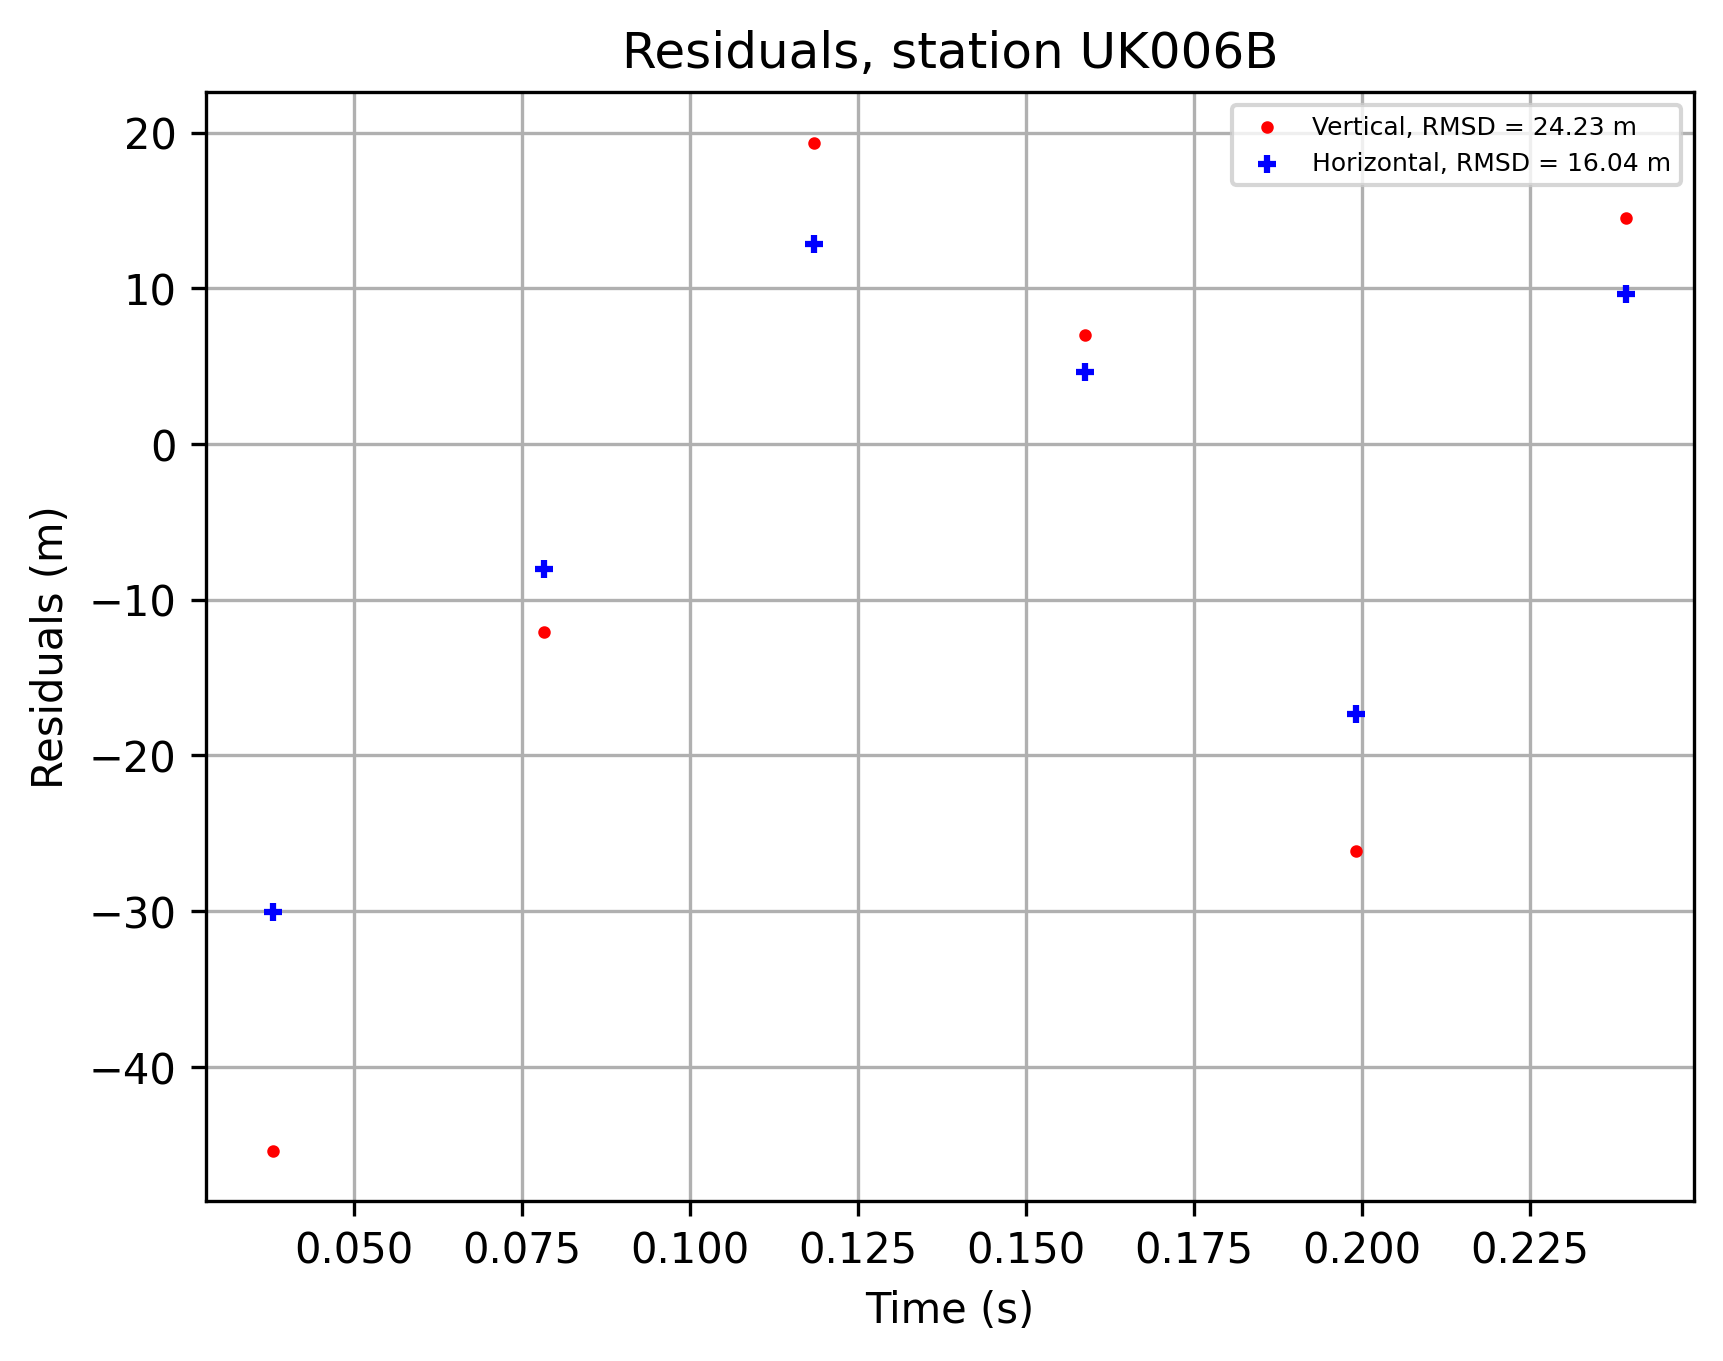 Residuals, station UK006B
Vertical, RMSD = 24.23 m
Horizontal, RMSD = 16.04 m
20
10
0
−10
−20
−30
−40
Residuals (m)
0.050 0.075 0.100 0.125 0.150 0.175 0.200 0.225
Time (s)